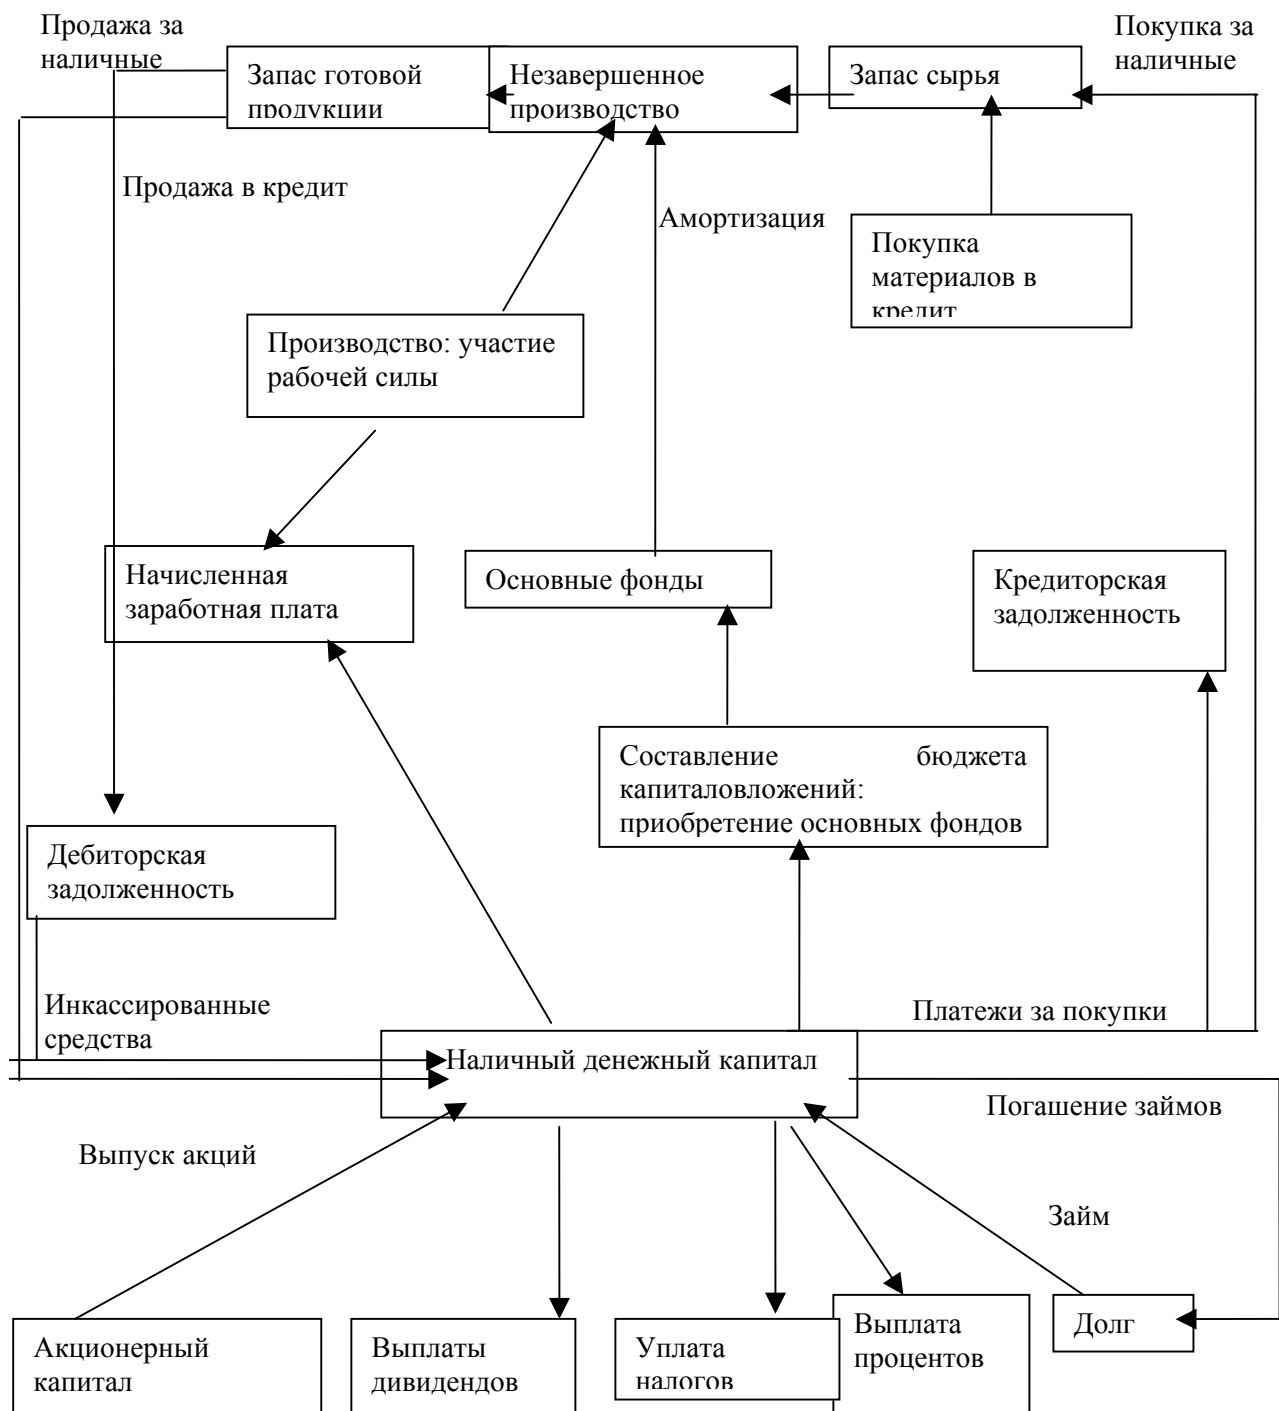 Продажа за
наличные
Покупка за
наличные
Запас готовой
продукции
Незавершенное
производство
Запас сырья
Продажа в кредит
Амортизация
Покупка
материалов в
кредит
Производство: участие
рабочей силы
Начисленная
заработная плата
Основные фонды
Кредиторская
задолженность
Составление бюджета
капиталовложений:
приобретение основных фондов
Дебиторская
задолженность
Инкассированные
средства
Платежи за покупки
Наличный денежный капитал
Погашение займов
Выпуск акций
Займ
Акционерный
капитал
Выплаты
дивидендов
Уплата
налогов
Выплата
процентов
Долг